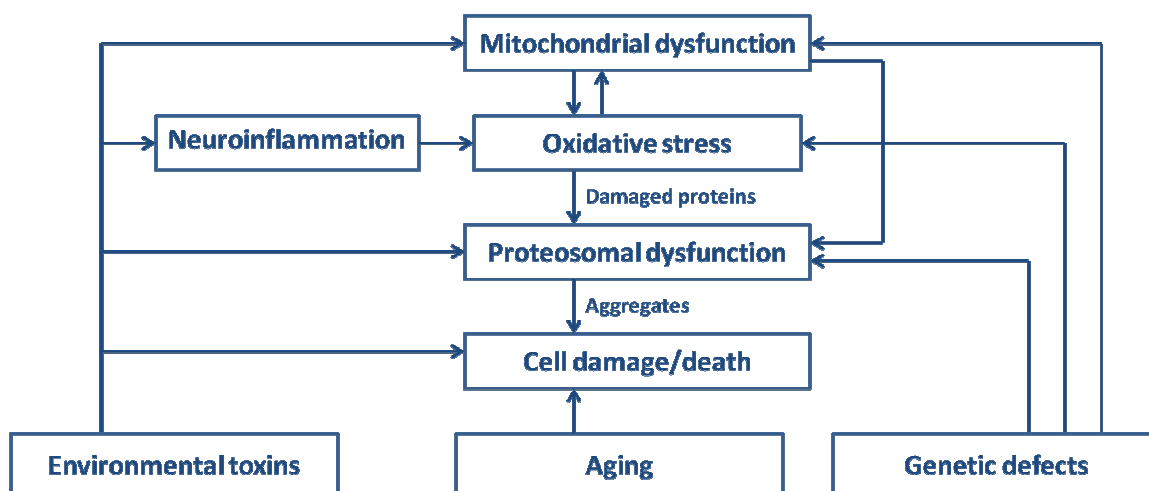 Mitochondrial dysfunction
Neuroinflammation
Oxidative stress
Damaged proteins
Proteosomal dysfunction
Aggregates
Cell damage/death
Environmental toxins
Aging
Genetic defects